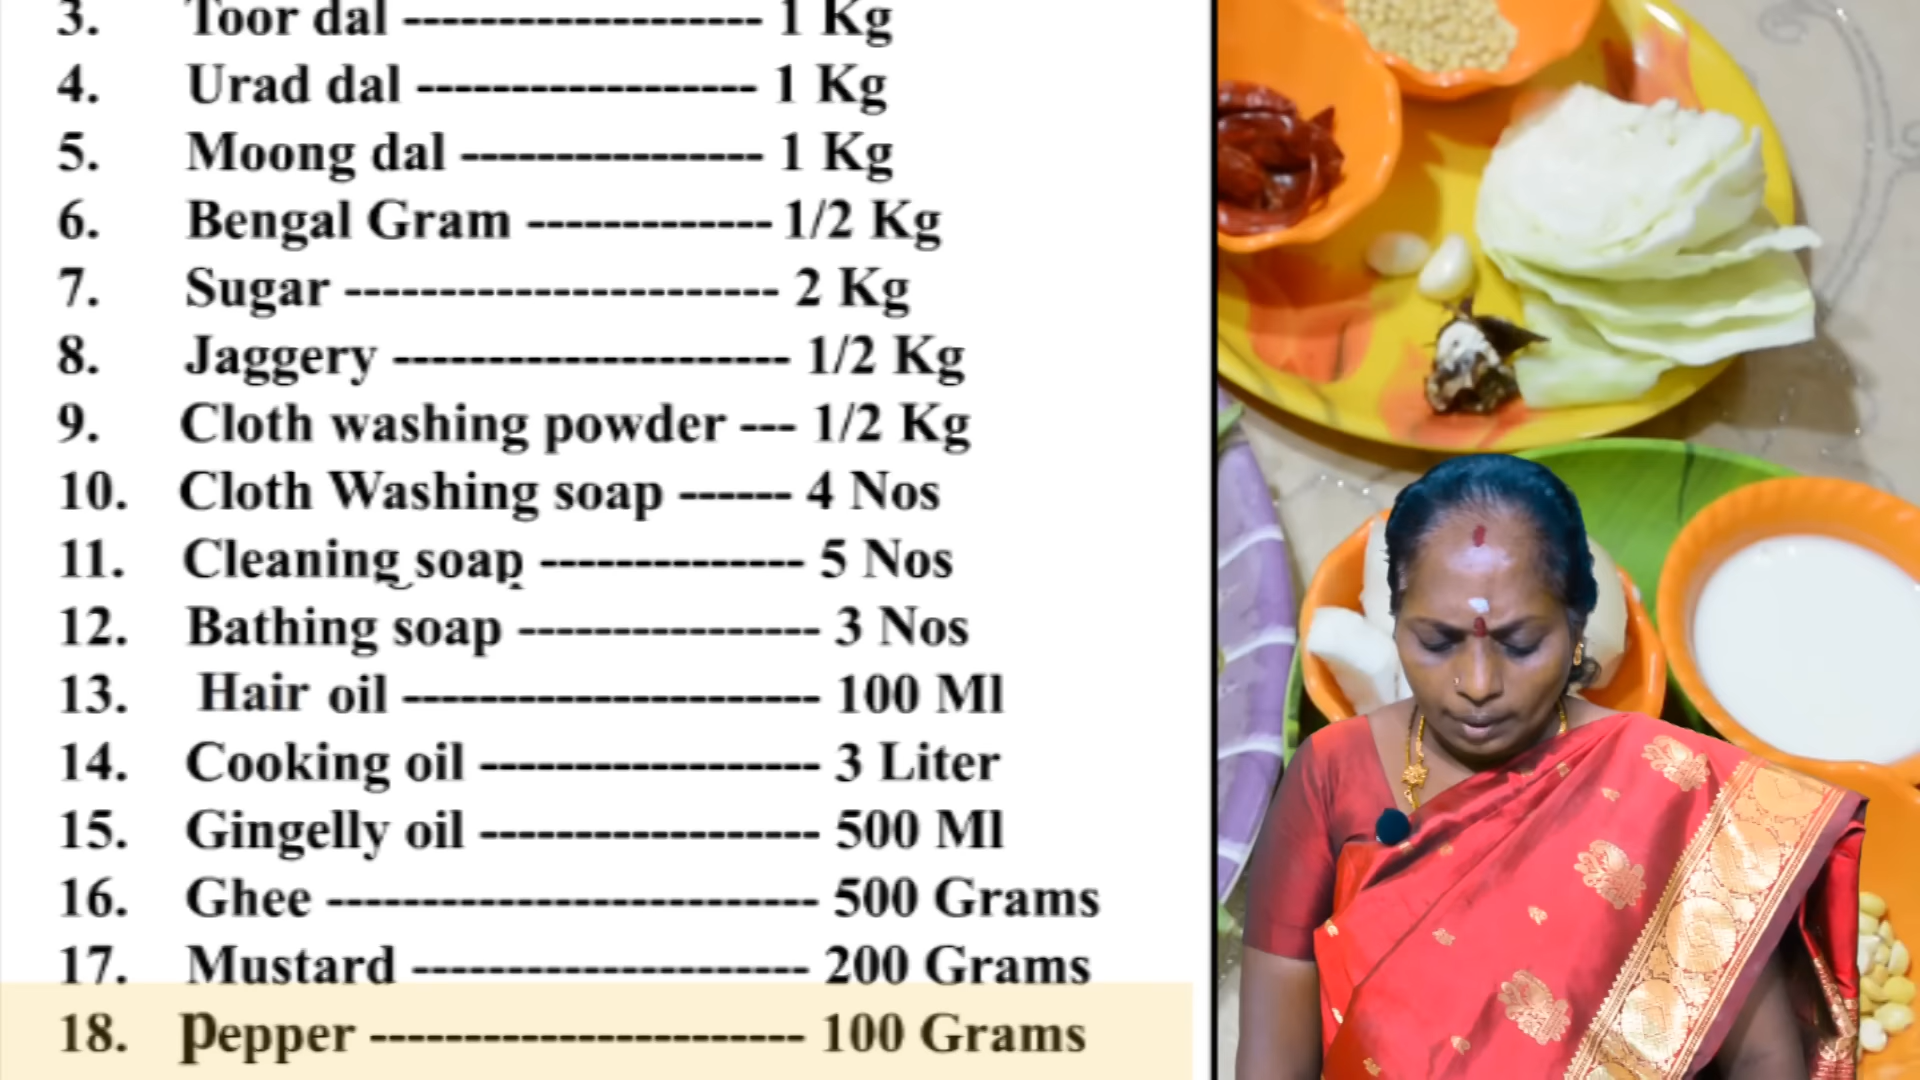 3. Toor dal ------------------- 1 Kg
4. Urad dal ------------------ 1 Kg
5. Moong dal ---------------- 1 Kg
6. Bengal Gram ------------- 1/2 Kg
7. Sugar ----------------------- 2 Kg
8. Jaggery --------------------- 1/2 Kg
9. Cloth washing powder --- 1/2 Kg
10. Cloth Washing soap ------ 4 Nos
11. Cleaning soap -------------- 5 Nos
12. Bathing soap ---------------- 3 Nos
13. Hair oil ---------------------- 100 Ml
14. Cooking oil ------------------ 3 Liter
15. Gingelly oil ------------------ 500 Ml
16. Ghee -------------------------- 500 Grams
17. Mustard --------------------- 200 Grams
18. pepper ----------------------- 100 Grams